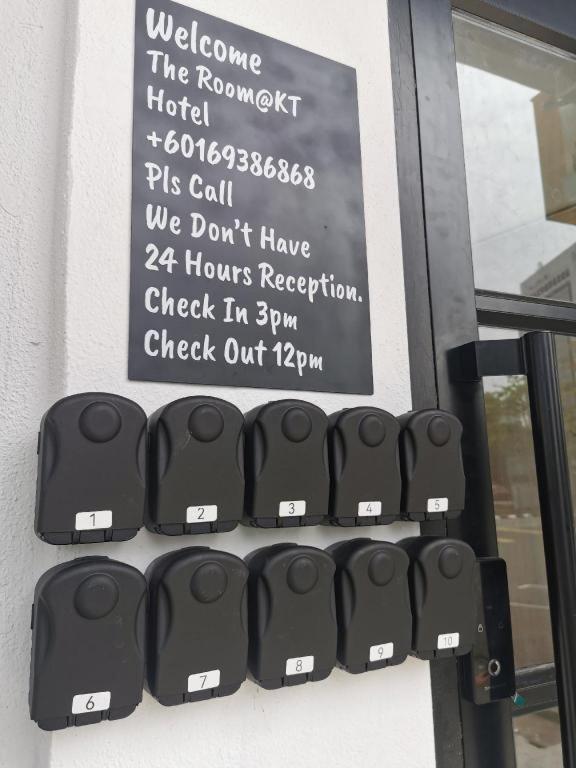 Welcome
The Room@KT
Hotel
+60169386868
Pls Call
We Don't Have
24 Hours Reception.
Check In 3pm
Check Out 12pm
1
2
3
4
5
6
7
8
9
10